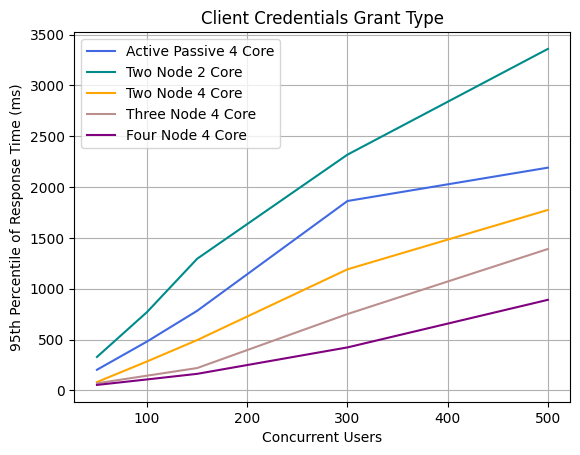 Client Credentials Grant Type
3500
3000
2500
2000
1500
1000
500
0
95th Percentile of Response Time (ms)
Active Passive 4 Core
Two Node 2 Core
Two Node 4 Core
Three Node 4 Core
Four Node 4 Core
100
200
300
400
500
Concurrent Users